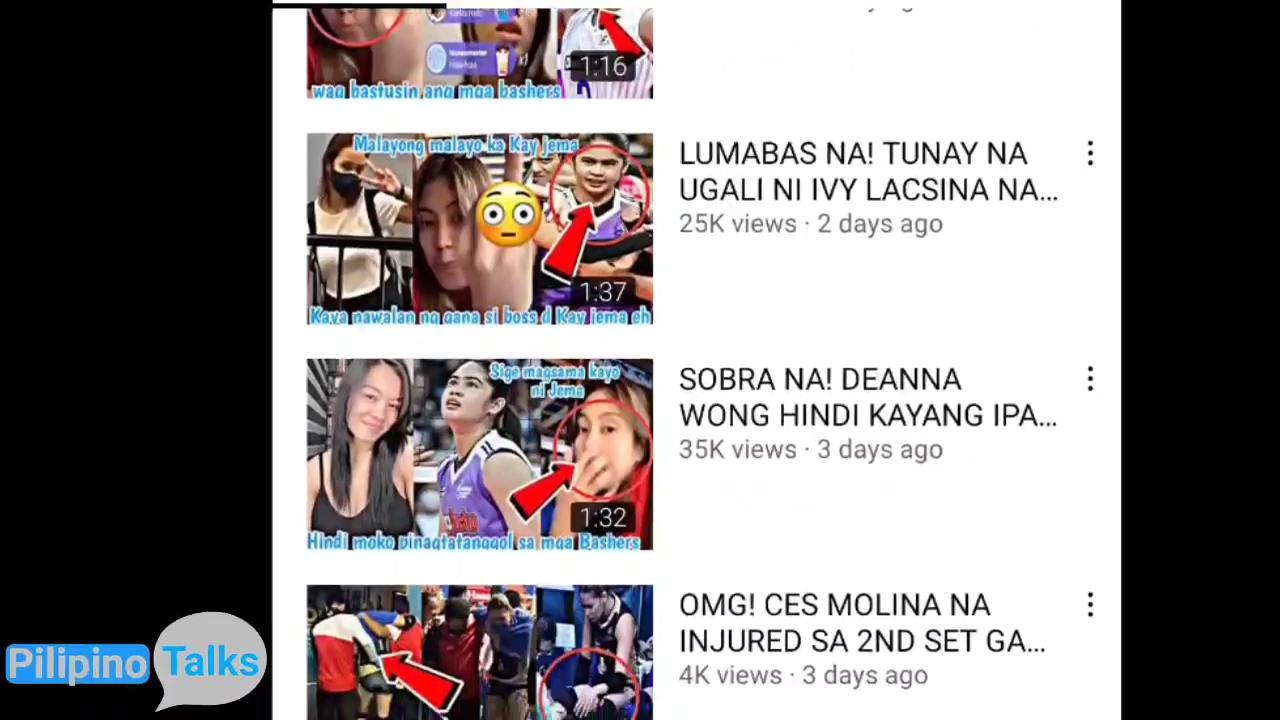 1:16
wag bastusin ang mga bashers
Malayong malayo ka Kay jema
1:37
Kaya nawalan ng gana si boss d Kay jema eh
LUMABAS NA! TUNAY NA
UGALI NI IVY LACSINA NA...
25K views · 2 days ago
Sige magsama kayo
ni Jema
1:32
Hindi moko pinagtatanggol sa mga Bashers
SOBRA NA! DEANNA
WONG HINDI KAYANG IPA...
35K views · 3 days ago
OMG! CES MOLINA NA
INJURED SA 2ND SET GA...
4K views · 3 days ago
Pilipino Talks